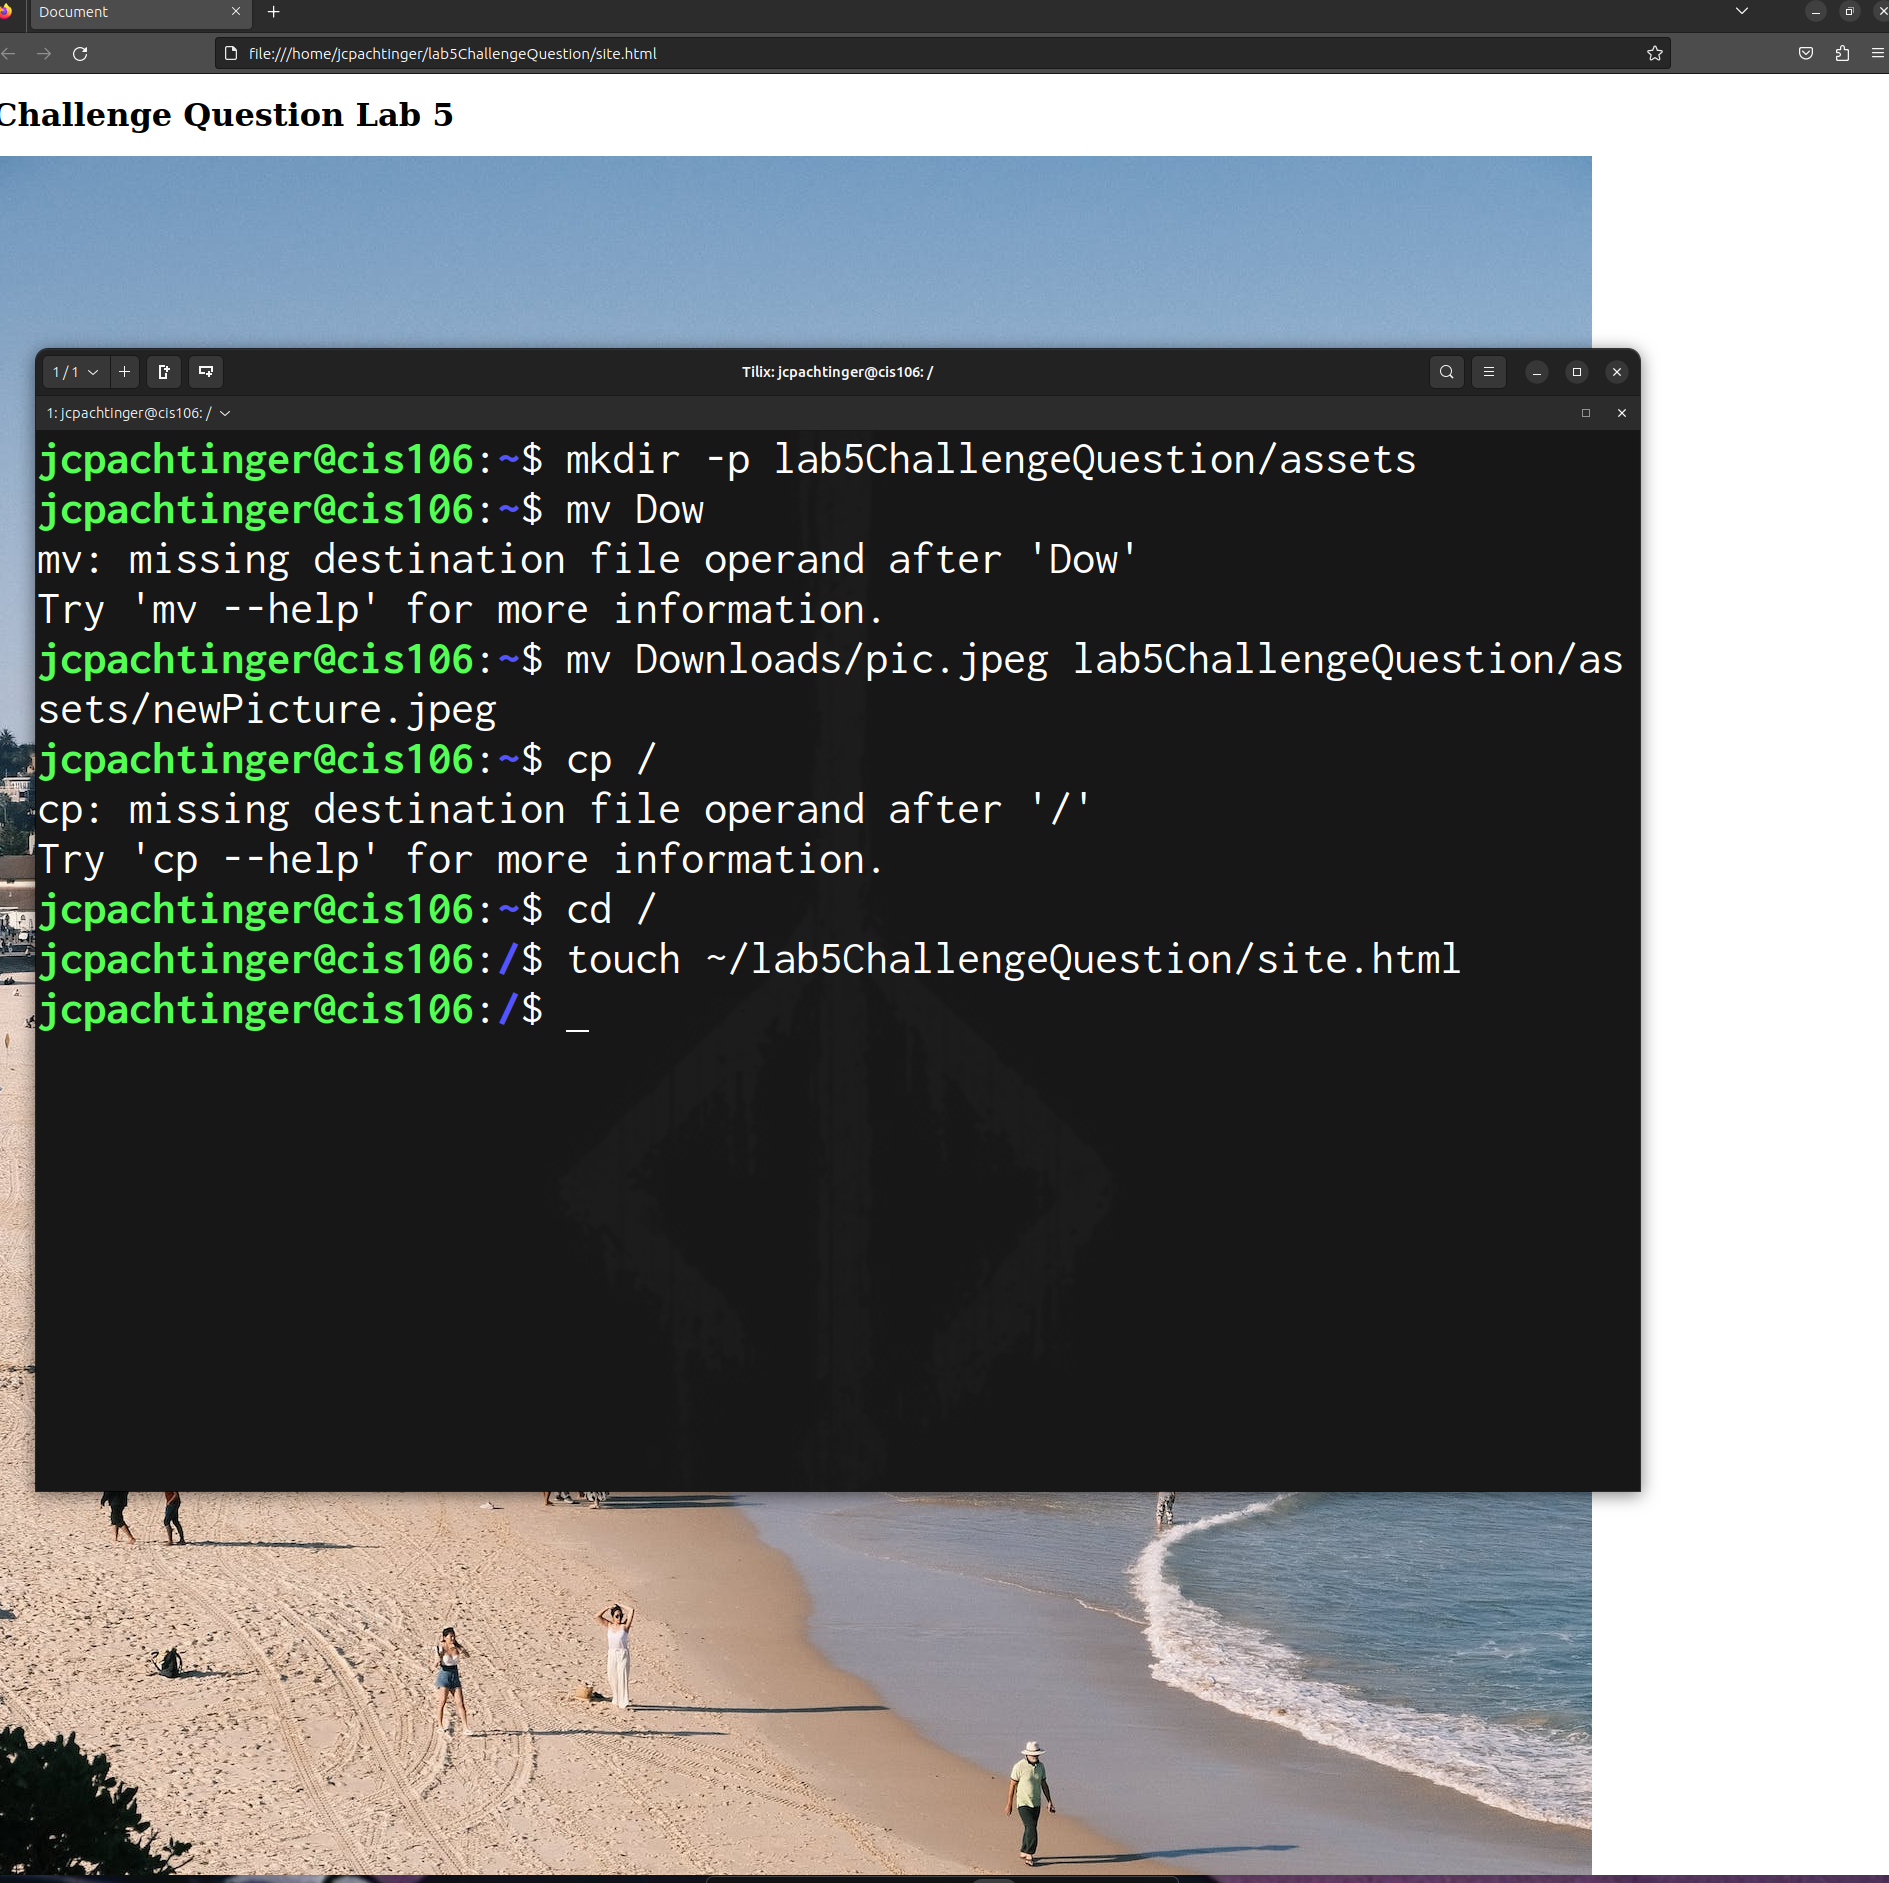 Document
file:///home/jcpachtinger/lab5ChallengeQuestion/site.html
Challenge Question Lab 5
1 / 1
Tilix: jcpachtinger@cis106: /
1: jcpachtinger@cis106: /
jcpachtinger@cis106:~$ mkdir -p lab5ChallengeQuestion/assets
jcpachtinger@cis106:~$ mv Dow
mv: missing destination file operand after 'Dow'
Try 'mv --help' for more information.
jcpachtinger@cis106:~$ mv Downloads/pic.jpeg lab5ChallengeQuestion/as
sets/newPicture.jpeg
jcpachtinger@cis106:~$ cp /
cp: missing destination file operand after '/'
Try 'cp --help' for more information.
jcpachtinger@cis106:~$ cd /
jcpachtinger@cis106:/$ touch ~/lab5ChallengeQuestion/site.html
jcpachtinger@cis106:/$ _